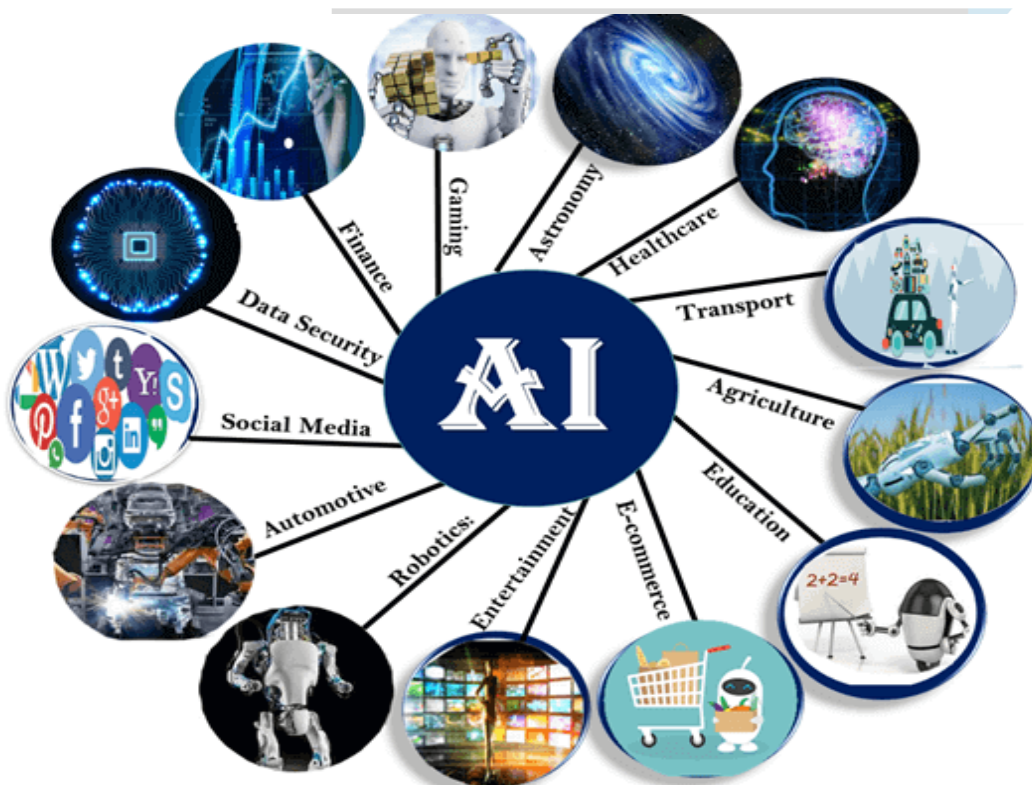 Gaming
Astronomy
Healthcare
Transport
Agriculture
Education
E-commerce
Entertainment
Robotics:
Automotive
Social Media
Data Security
Finance
AI
2+2=4
W
t
Y!
S
g+
f
in